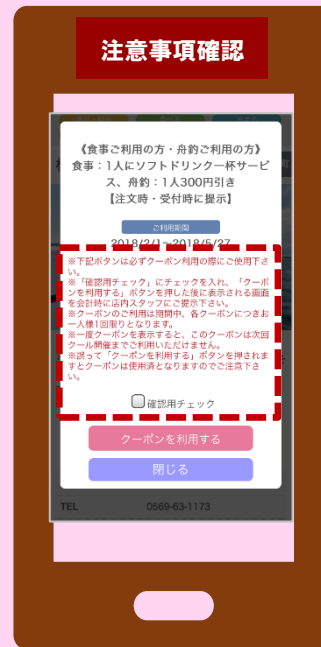 注意事項確認
《食事ご利用の方・舟釣ご利用の方》
食事：1人にソフトドリンク一杯サービ
ス、舟釣：1人300円引き
【注文時・受付時に提示】
ご利用期間
2018/2/1～2018/5/27
※下記ボタンは必ずクーポン利用の際にご使用下さ
い。
※「確認用チェック」にチェックを入れ、「クーポ
ンを利用する」ボタンを押した後に表示される画面
を会計時に店内スタッフにご提示下さい。
※クーポンのご利用は期間中、各クーポンにつきお
一人様1回限りとなります。
※一度クーポンを表示すると、このクーポンは次回
クール開催までご利用いただけません。
※誤って「クーポンを利用する」ボタンを押されま
すとクーポンは使用済となりますのでご注意下さ
い。
確認用チェック
クーポンを利用する
閉じる
TEL 0569-63-1173